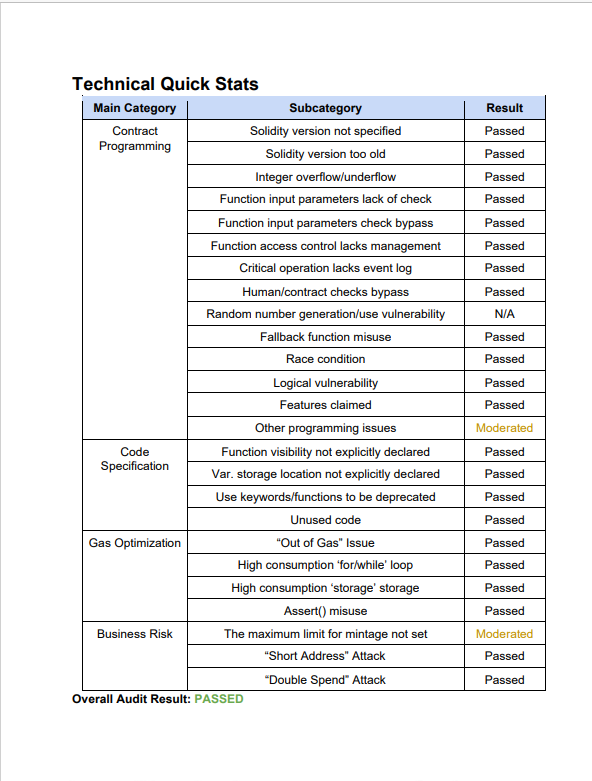 Technical Quick Stats
Main Category Subcategory Result
Contract Programming Solidity version not specified Passed
Solidity version too old Passed
Integer overflow/underflow Passed
Function input parameters lack of check Passed
Function input parameters check bypass Passed
Function access control lacks management Passed
Critical operation lacks event log Passed
Human/contract checks bypass Passed
Random number generation/use vulnerability N/A
Fallback function misuse Passed
Race condition Passed
Logical vulnerability Passed
Features claimed Passed
Other programming issues Moderated
Code Specification Function visibility not explicitly declared Passed
Var. storage location not explicitly declared Passed
Use keywords/functions to be deprecated Passed
Unused code Passed
Gas Optimization “Out of Gas” Issue Passed
High consumption ‘for/while’ loop Passed
High consumption ‘storage’ storage Passed
Assert() misuse Passed
Business Risk The maximum limit for mintage not set Moderated
“Short Address” Attack Passed
“Double Spend” Attack Passed
Overall Audit Result: PASSED